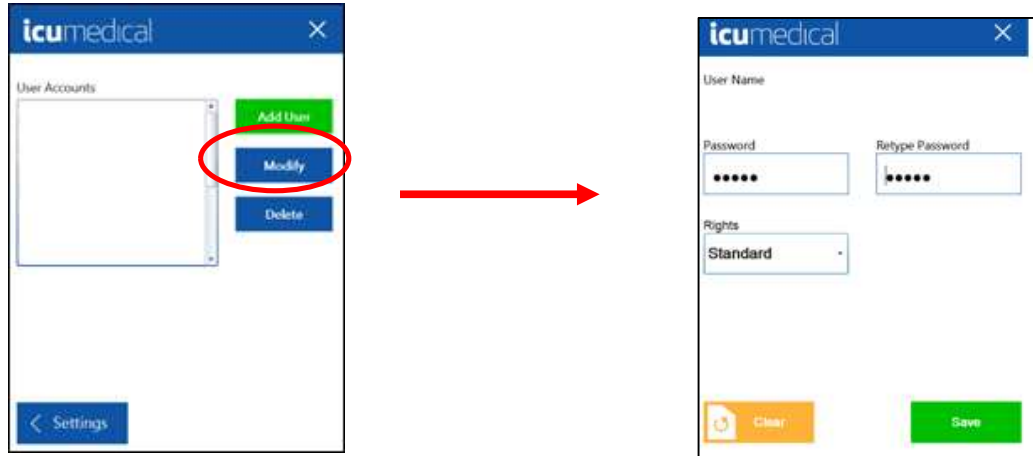 icumedical
User Accounts
Add User
Modify
Delete
Settings
icumedical
User Name
Password
Retype Password
Rights
Standard
Clear
Save